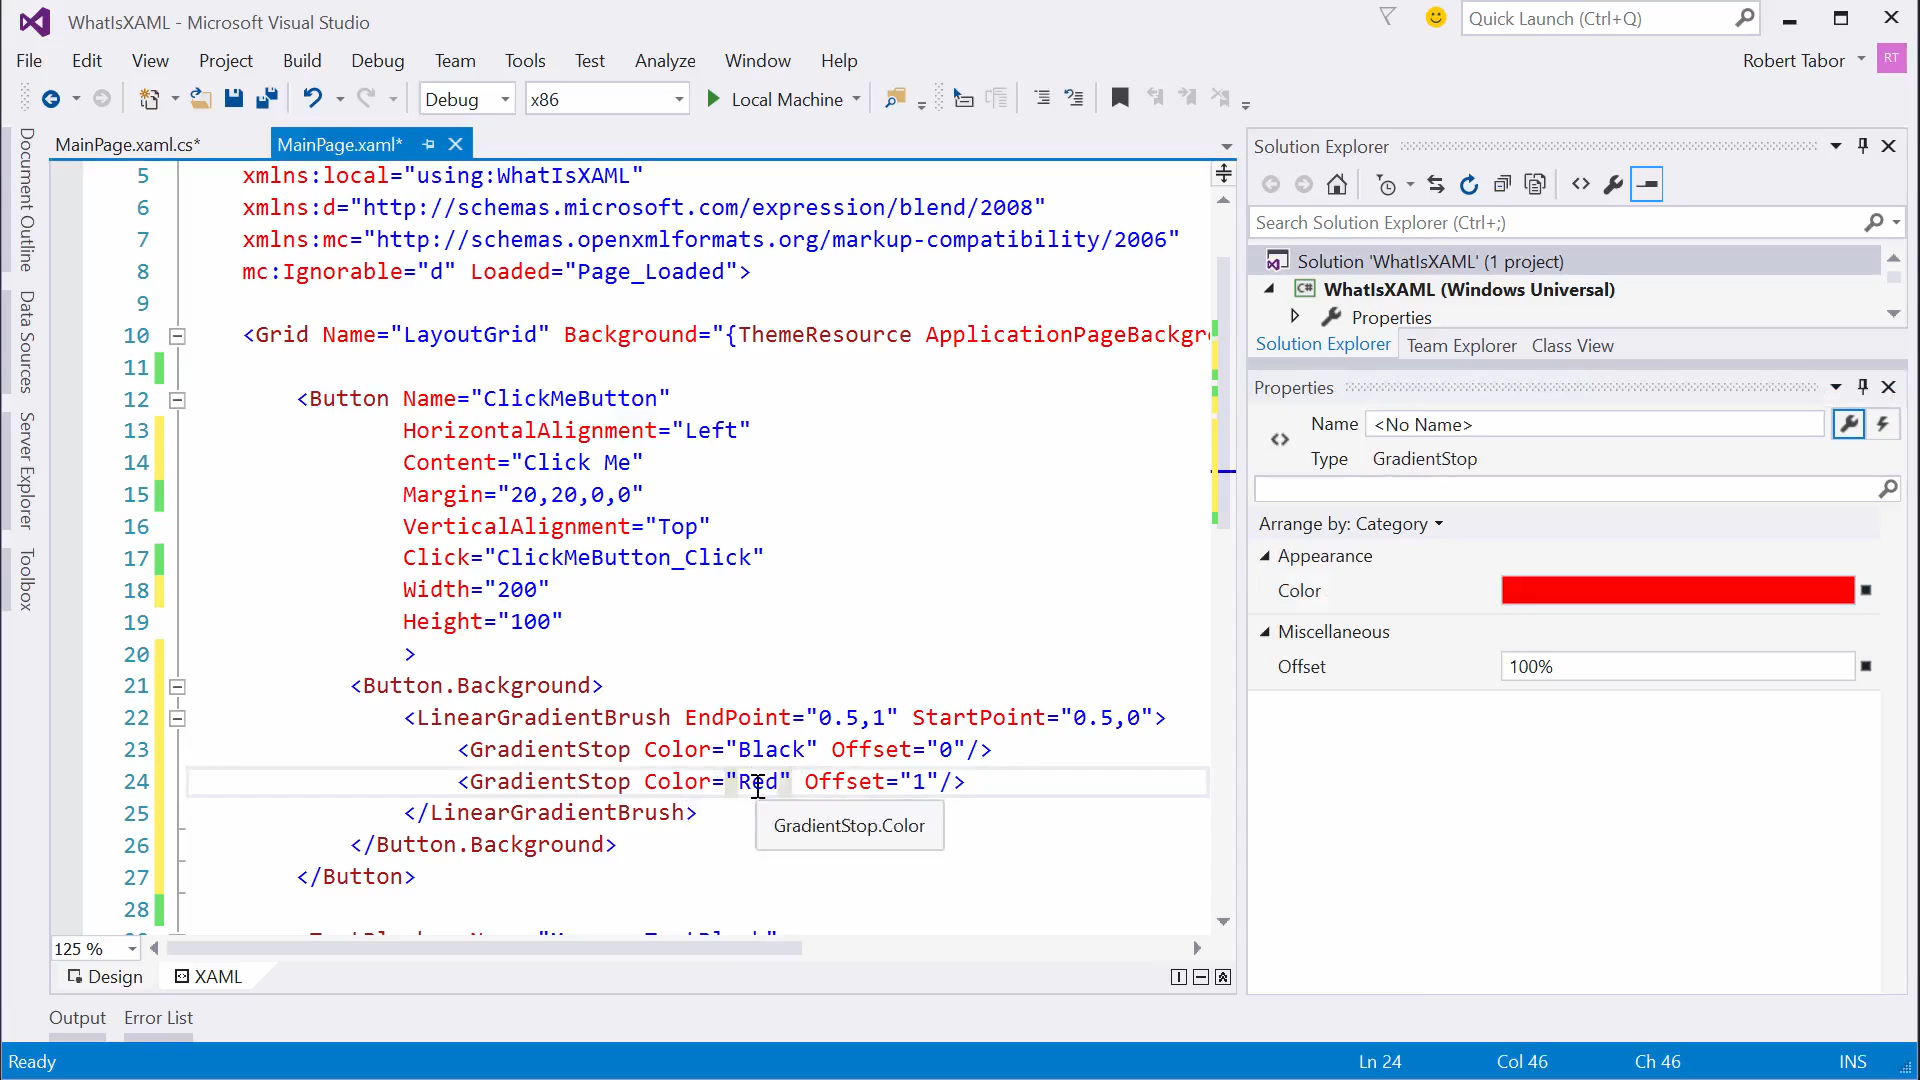 WhatIsXAML - Microsoft Visual Studio
Quick Launch (Ctrl+Q)
File Edit View Project Build Debug Team Tools Test Analyze Window Help
Robert Tabor RT
Debug x86 Local Machine
Document Outline
Data Sources
Server Explorer
Toolbox
MainPage.xaml.cs* MainPage.xaml*
5 xmlns:local="using:WhatIsXAML"
6 xmlns:d="http://schemas.microsoft.com/expression/blend/2008"
7 xmlns:mc="http://schemas.openxmlformats.org/markup-compatibility/2006"
8 mc:Ignorable="d" Loaded="Page_Loaded">
9
10 <Grid Name="LayoutGrid" Background="{ThemeResource ApplicationPageBackgr
11
12 <Button Name="ClickMeButton"
13 HorizontalAlignment="Left"
14 Content="Click Me"
15 Margin="20,20,0,0"
16 VerticalAlignment="Top"
17 Click="ClickMeButton_Click"
18 Width="200"
19 Height="100"
20 >
21 <Button.Background>
22 <LinearGradientBrush EndPoint="0.5,1" StartPoint="0.5,0">
23 <GradientStop Color="Black" Offset="0"/>
24 <GradientStop Color="Red" Offset="1"/>
25 </LinearGradientBrush>
GradientStop.Color
26 </Button.Background>
27 </Button>
28
125 %
Design XAML
Solution Explorer
Search Solution Explorer (Ctrl+;)
Solution 'WhatIsXAML' (1 project)
C# WhatIsXAML (Windows Universal)
Properties
Solution Explorer Team Explorer Class View
Properties
Name <No Name>
Type GradientStop
Arrange by: Category
Appearance
Color
Miscellaneous
Offset 100%
Output Error List
Ready Ln 24 Col 46 Ch 46 INS